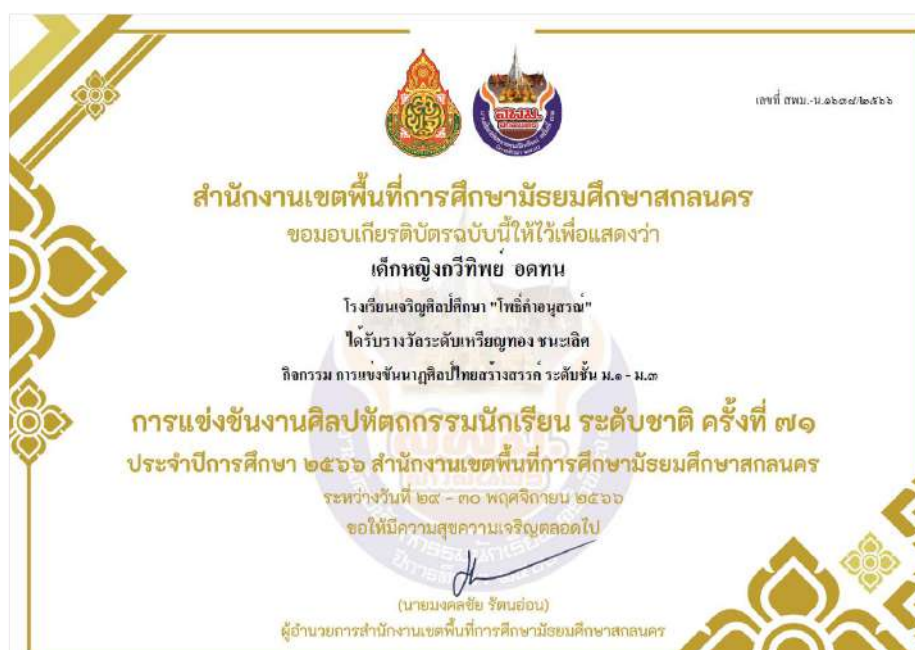 เลขที่ สพม.-น.๑๖๓๘/๒๕๖๖
สพม.
สกลนคร
สำนักงานเขตพื้นที่การศึกษามัธยมศึกษาสกลนคร
ขอมอบเกียรติบัตรฉบับนี้ให้ไว้เพื่อแสดงว่า
เด็กหญิงกวีทิพย์ อดทน
โรงเรียนเจริญศิลป์ศึกษา "โพธิ์คำอนุสรณ์"
ได้รับรางวัลระดับเหรียญทอง ชนะเลิศ
กิจกรรม การแข่งขันนาฏศิลป์ไทยสร้างสรรค์ ระดับชั้น ม.๑ - ม.๓
การแข่งขันงานศิลปหัตถกรรมนักเรียน ระดับชาติ ครั้งที่ ๗๑
ประจำปีการศึกษา ๒๕๖๖ สำนักงานเขตพื้นที่การศึกษามัธยมศึกษาสกลนคร
ระหว่างวันที่ ๒๙ - ๓๐ พฤศจิกายน ๒๕๖๖
ขอให้มีความสุขความเจริญตลอดไป
(นายมงคลชัย รัตนอ่อน)
ผู้อำนวยการสำนักงานเขตพื้นที่การศึกษามัธยมศึกษาสกลนคร